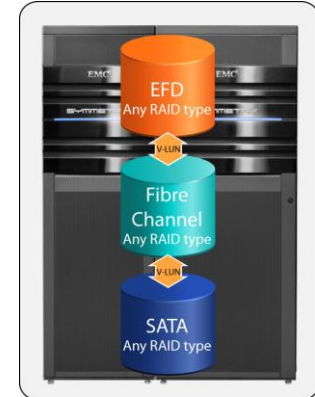 EMC EMC
EFD
Any RAID type
V-LUN
Fibre
Channel
Any RAID type
V-LUN
SATA
Any RAID type